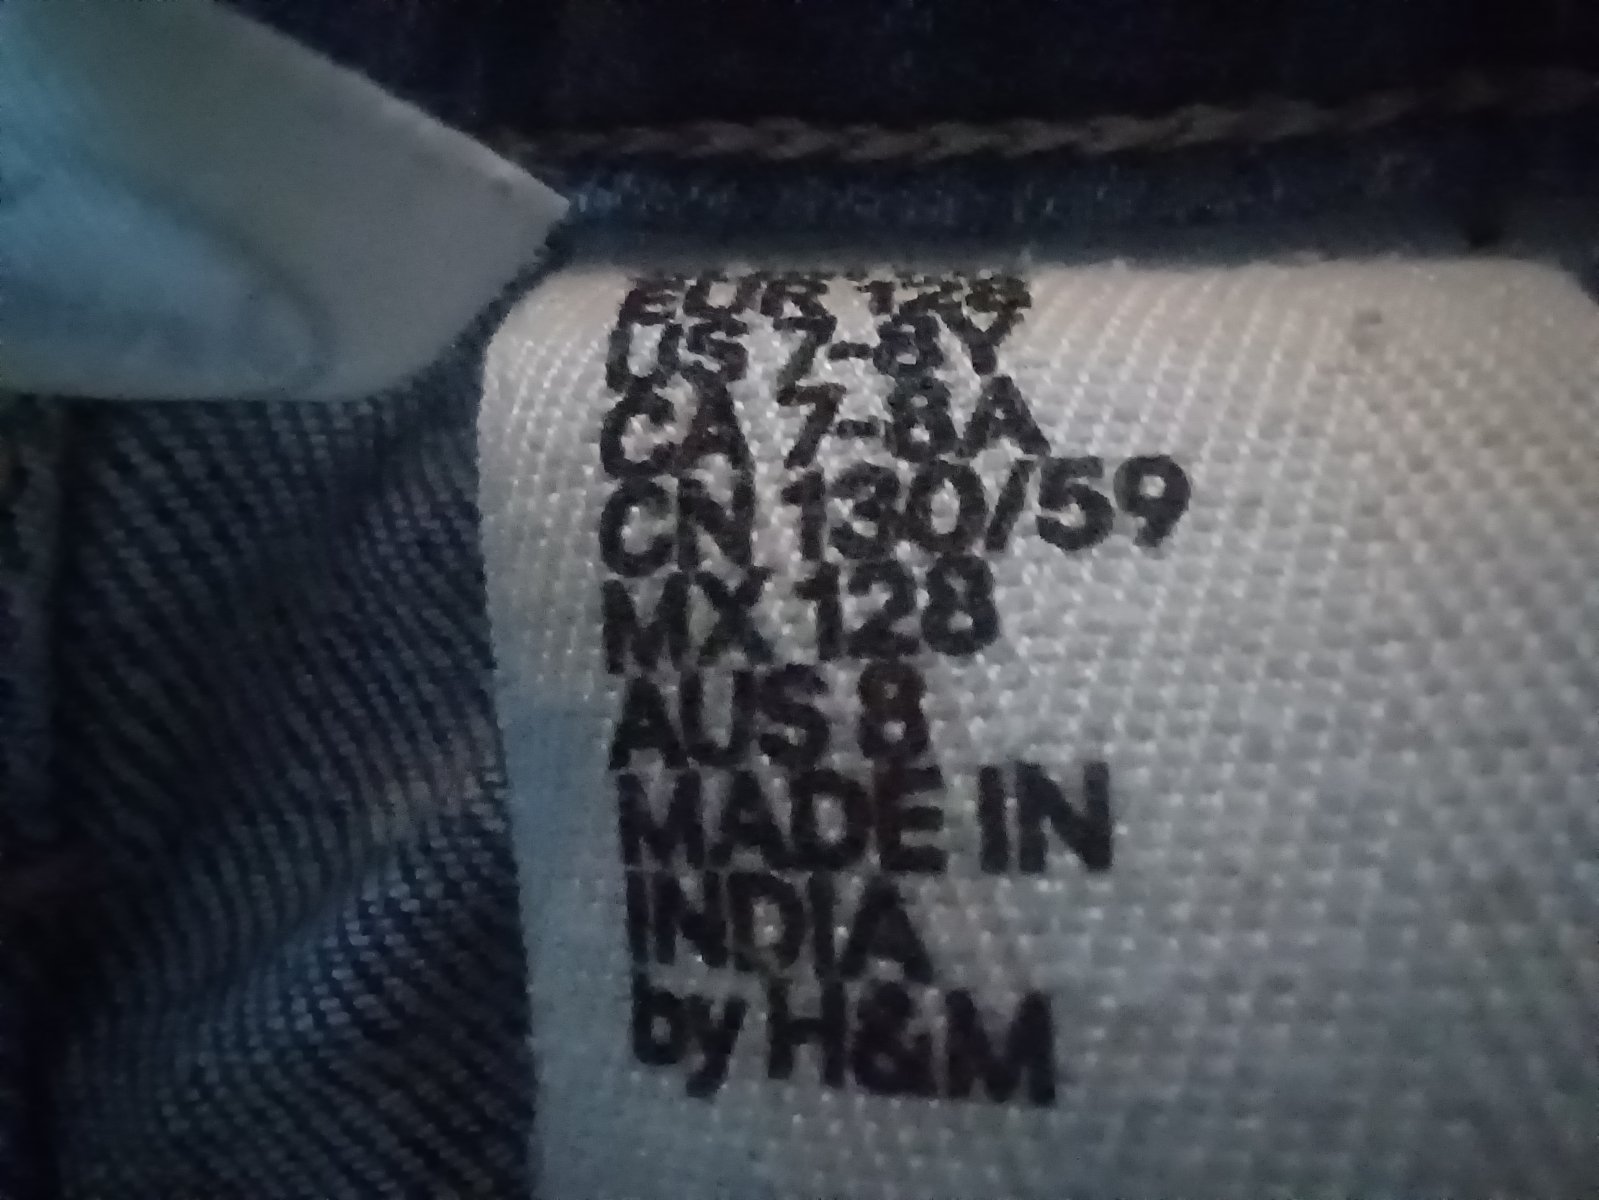 EUR 128
US 7-8Y
CA 7-8A
CN 130/59
MX 128
AUS 8
MADE IN
INDIA
by H&M